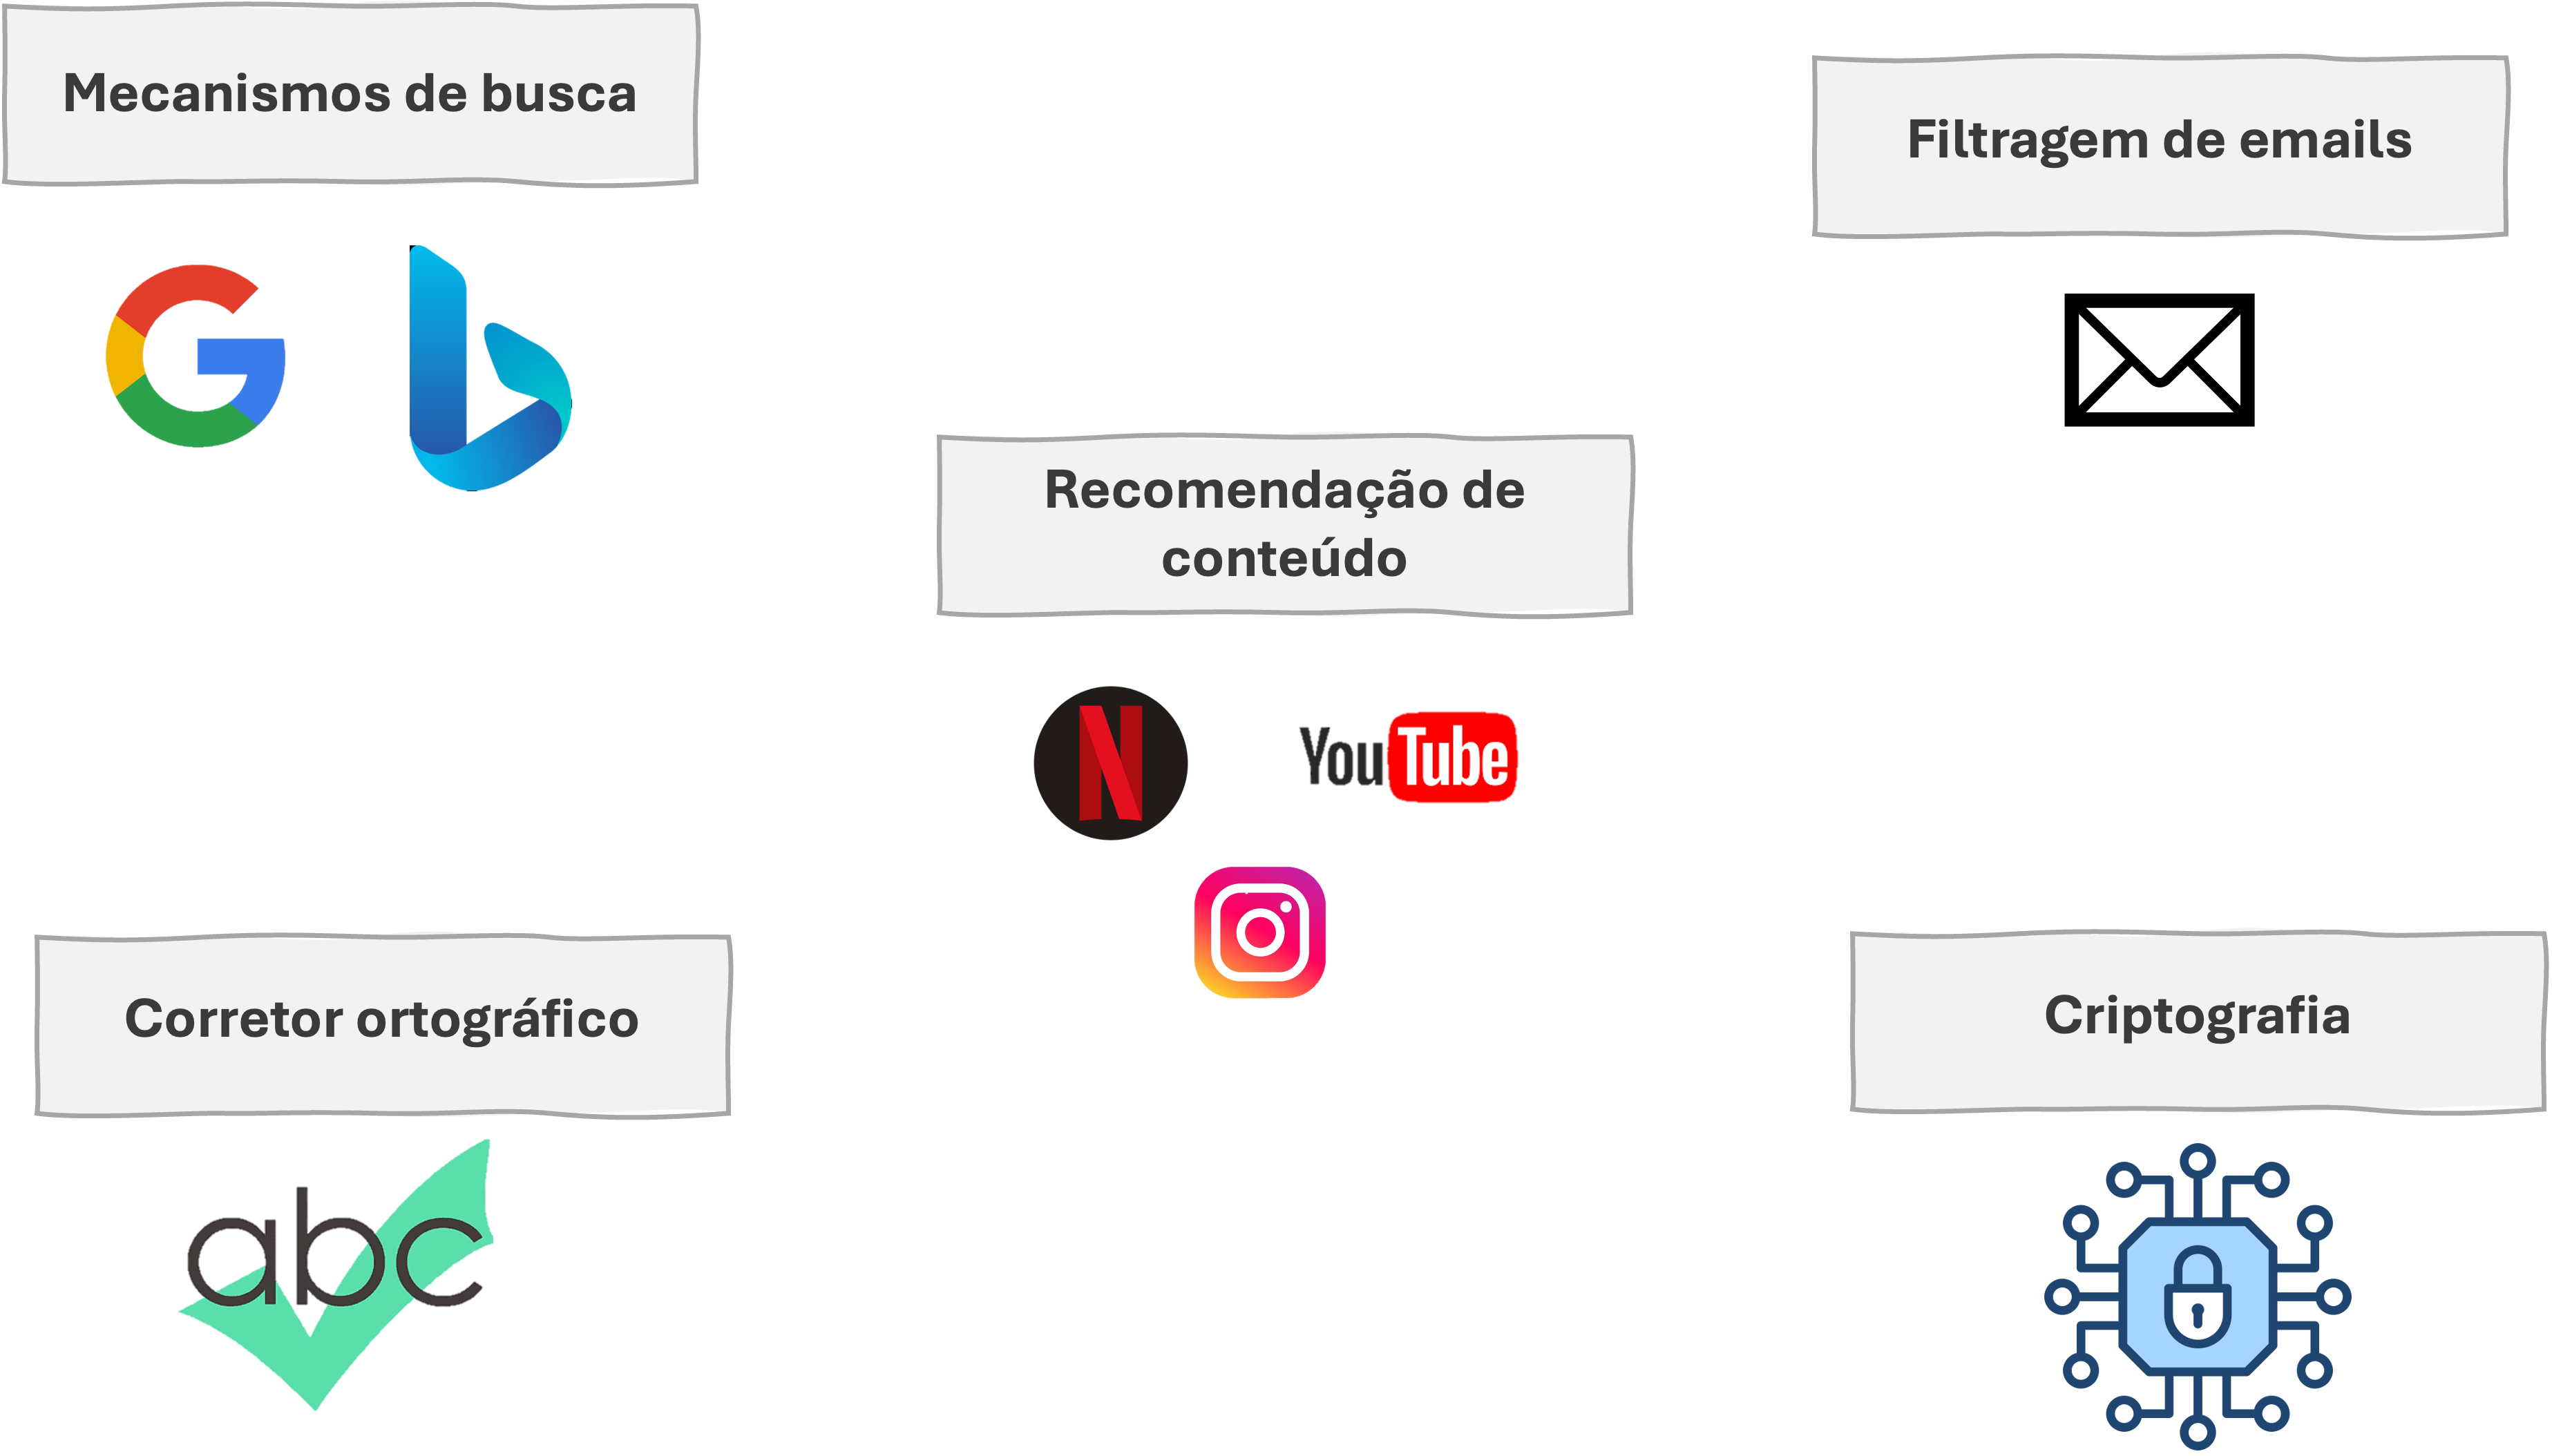 Mecanismos de busca
Filtragem de emails
Recomendação de
conteúdo
YouTube
Corretor ortográfico
Criptografia
abc